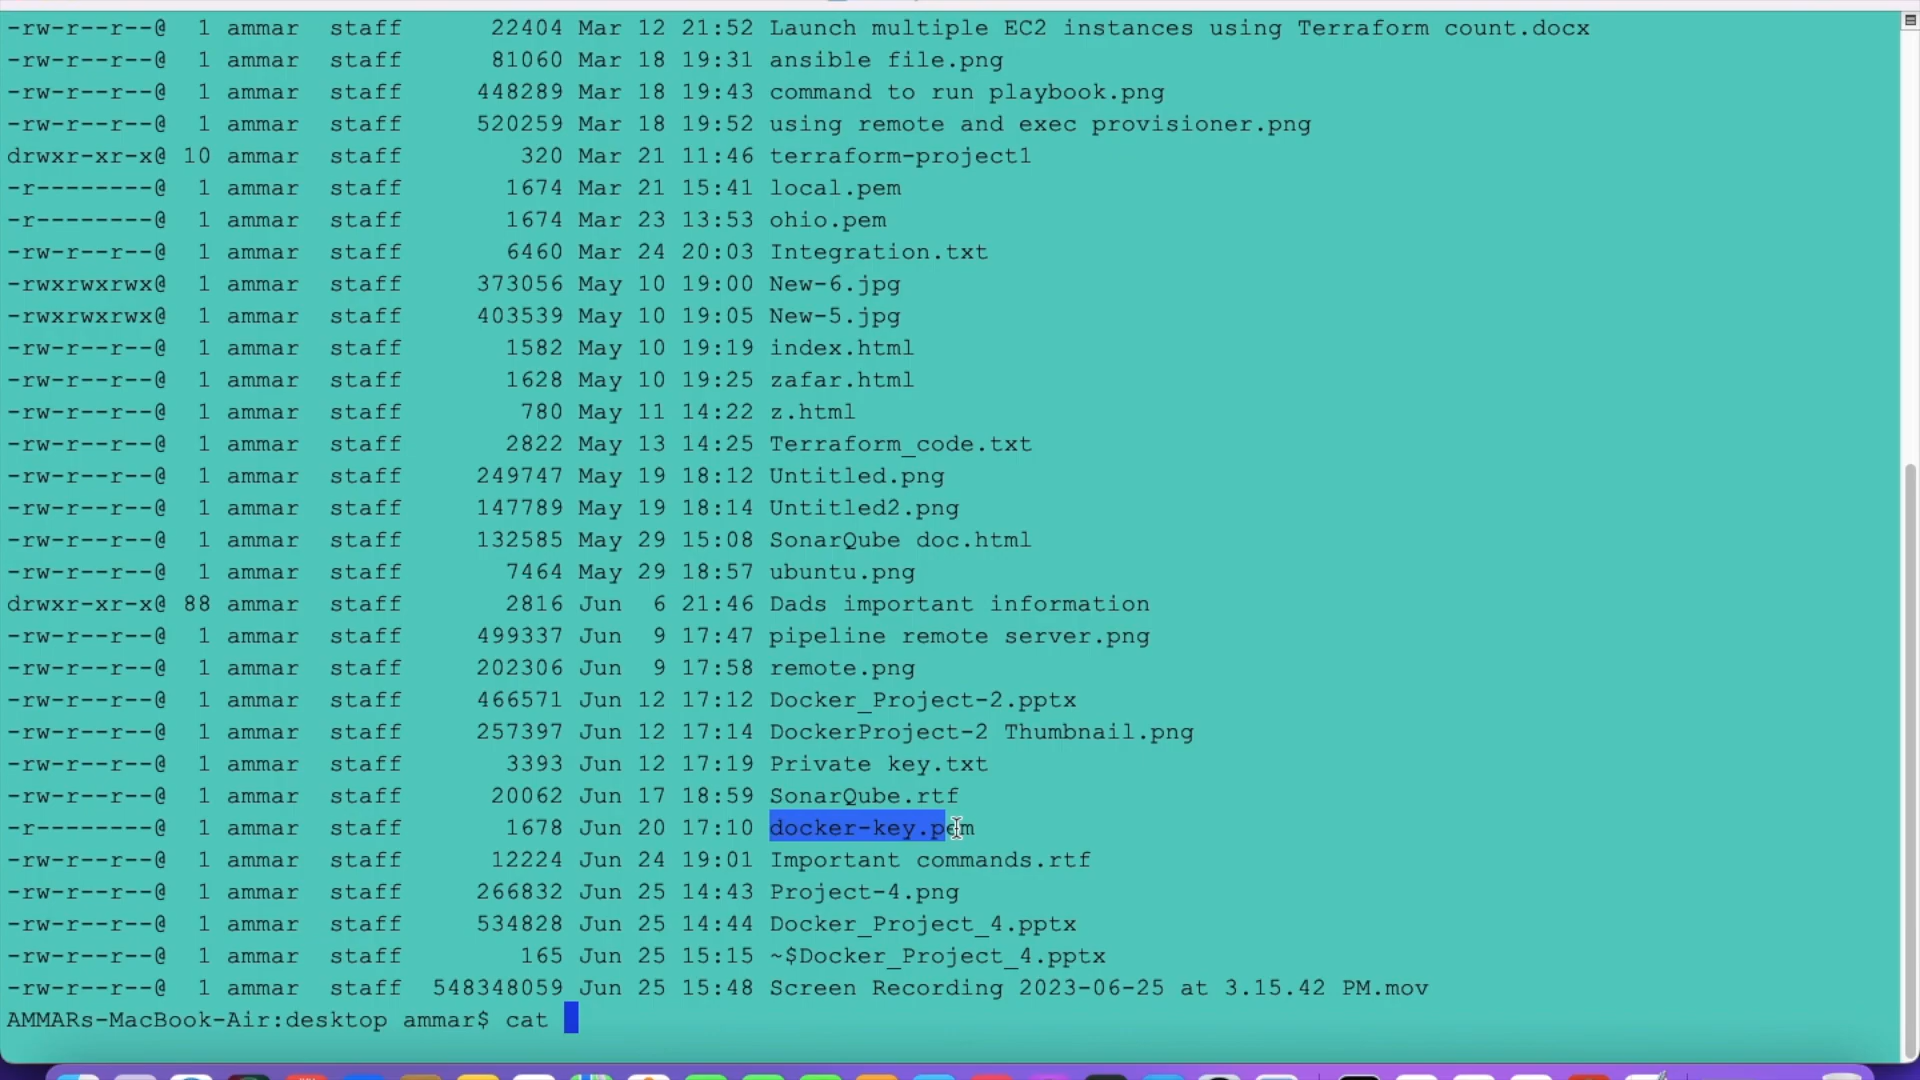 -rw-r--r--@ 1 ammar staff 22404 Mar 12 21:52 Launch multiple EC2 instances using Terraform count.docx
-rw-r--r--@ 1 ammar staff 81060 Mar 18 19:31 ansible file.png
-rw-r--r--@ 1 ammar staff 448289 Mar 18 19:43 command to run playbook.png
-rw-r--r--@ 1 ammar staff 520259 Mar 18 19:52 using remote and exec provisioner.png
drwxr-xr-x@ 10 ammar staff 320 Mar 21 11:46 terraform-project1
-r--------@ 1 ammar staff 1674 Mar 21 15:41 local.pem
-r--------@ 1 ammar staff 1674 Mar 23 13:53 ohio.pem
-rw-r--r--@ 1 ammar staff 6460 Mar 24 20:03 Integration.txt
-rwxrwxrwx@ 1 ammar staff 373056 May 10 19:00 New-6.jpg
-rwxrwxrwx@ 1 ammar staff 403539 May 10 19:05 New-5.jpg
-rw-r--r--@ 1 ammar staff 1582 May 10 19:19 index.html
-rw-r--r--@ 1 ammar staff 1628 May 10 19:25 zafar.html
-rw-r--r--@ 1 ammar staff 780 May 11 14:22 z.html
-rw-r--r--@ 1 ammar staff 2822 May 13 14:25 Terraform_code.txt
-rw-r--r--@ 1 ammar staff 249747 May 19 18:12 Untitled.png
-rw-r--r--@ 1 ammar staff 147789 May 19 18:14 Untitled2.png
-rw-r--r--@ 1 ammar staff 132585 May 29 15:08 SonarQube doc.html
-rw-r--r--@ 1 ammar staff 7464 May 29 18:57 ubuntu.png
drwxr-xr-x@ 88 ammar staff 2816 Jun 6 21:46 Dads important information
-rw-r--r--@ 1 ammar staff 499337 Jun 9 17:47 pipeline remote server.png
-rw-r--r--@ 1 ammar staff 202306 Jun 9 17:58 remote.png
-rw-r--r--@ 1 ammar staff 466571 Jun 12 17:12 Docker_Project-2.pptx
-rw-r--r--@ 1 ammar staff 257397 Jun 12 17:14 DockerProject-2 Thumbnail.png
-rw-r--r--@ 1 ammar staff 3393 Jun 12 17:19 Private key.txt
-rw-r--r--@ 1 ammar staff 20062 Jun 17 18:59 SonarQube.rtf
-r--------@ 1 ammar staff 1678 Jun 20 17:10 docker-key.pem
-rw-r--r--@ 1 ammar staff 12224 Jun 24 19:01 Important commands.rtf
-rw-r--r--@ 1 ammar staff 266832 Jun 25 14:43 Project-4.png
-rw-r--r--@ 1 ammar staff 534828 Jun 25 14:44 Docker_Project_4.pptx
-rw-r--r--@ 1 ammar staff 165 Jun 25 15:15 ~$Docker_Project_4.pptx
-rw-r--r--@ 1 ammar staff 548348059 Jun 25 15:48 Screen Recording 2023-06-25 at 3.15.42 PM.mov
AMMARs-MacBook-Air:desktop ammar$ cat